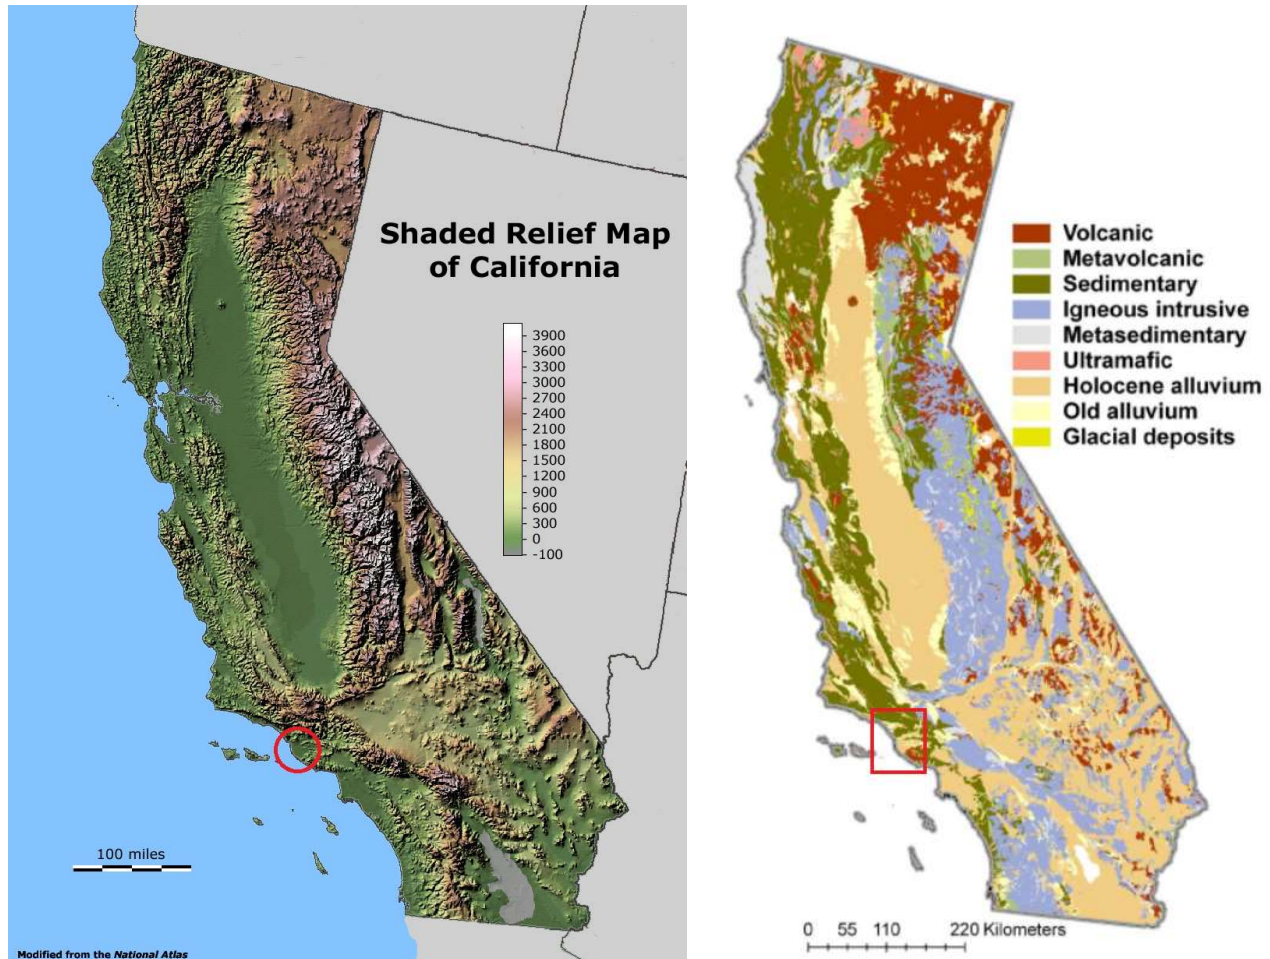 Shaded Relief Map
of California
3900
3600
3300
3000
2700
2400
2100
1800
1500
1200
900
600
300
0
-100
100 miles
Modified from the National Atlas
Volcanic
Metavolcanic
Sedimentary
Igneous intrusive
Metasedimentary
Ultramafic
Holocene alluvium
Old alluvium
Glacial deposits
0 55 110 220 Kilometers